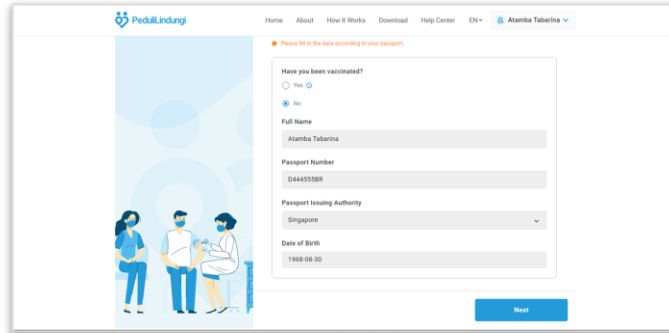 PeduliLindungi
Home About How It Works Download Help Center EN Atamba Tabarina
Please fill in the data according to your passport.
Have you been vaccinated?
Yes
No
Full Name
Atamba Tabarina
Passport Number
D444555BR
Passport Issuing Authority
Singapore
Date of Birth
1968-08-30
Next